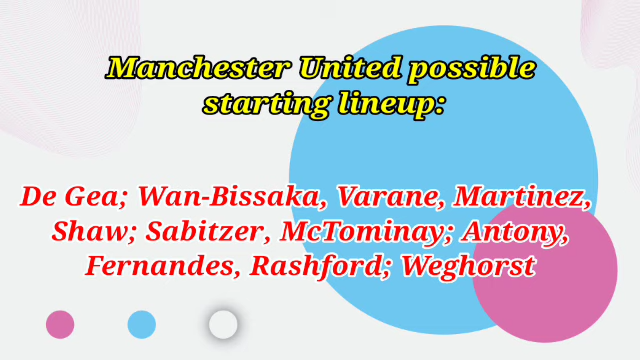 Manchester United possible
starting lineup:
De Gea; Wan-Bissaka, Varane, Martinez,
Shaw; Sabitzer, McTominay; Antony,
Fernandes, Rashford; Weghorst